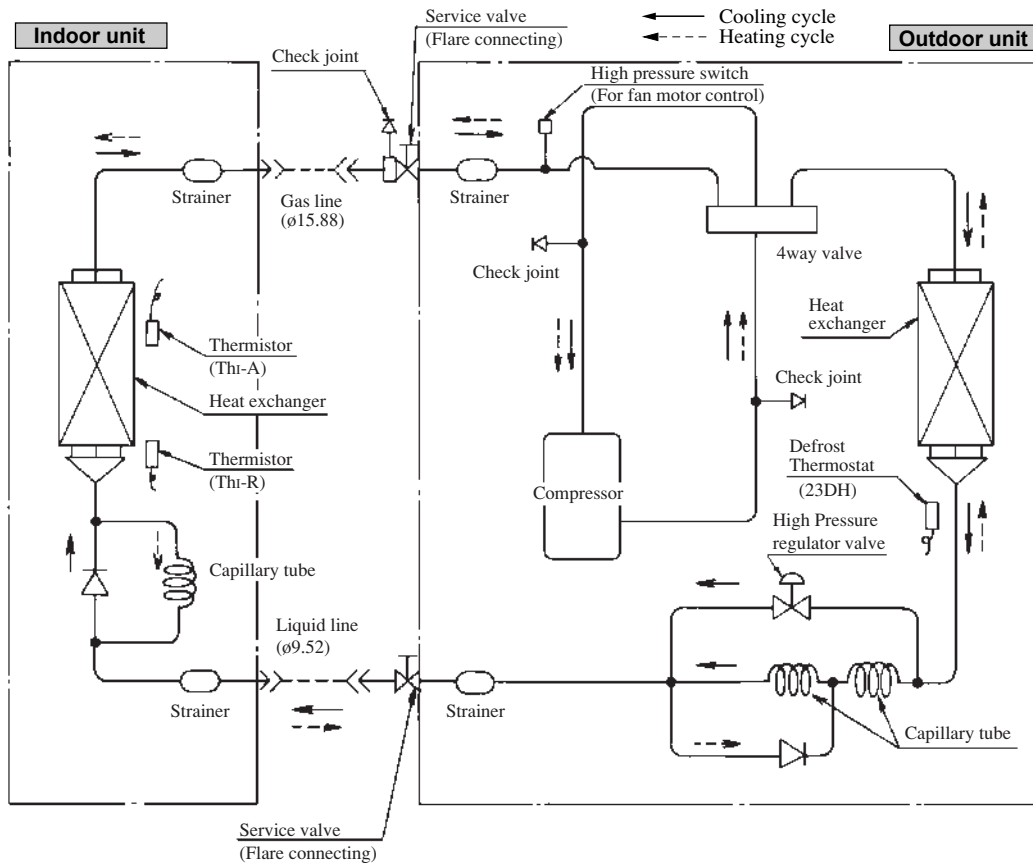 Indoor unit
Service valve
(Flare connecting)
Cooling cycle
Heating cycle
Outdoor unit
Check joint
High pressure switch
(For fan motor control)
Strainer
Gas line
(ø15.88)
Strainer
4way valve
Check joint
Heat
exchanger
Thermistor
(ThI-A)
Heat exchanger
Check joint
Thermistor
(ThI-R)
Compressor
Defrost
Thermostat
(23DH)
High Pressure
regulator valve
Capillary tube
Liquid line
(ø9.52)
Strainer
Strainer
Capillary tube
Service valve
(Flare connecting)